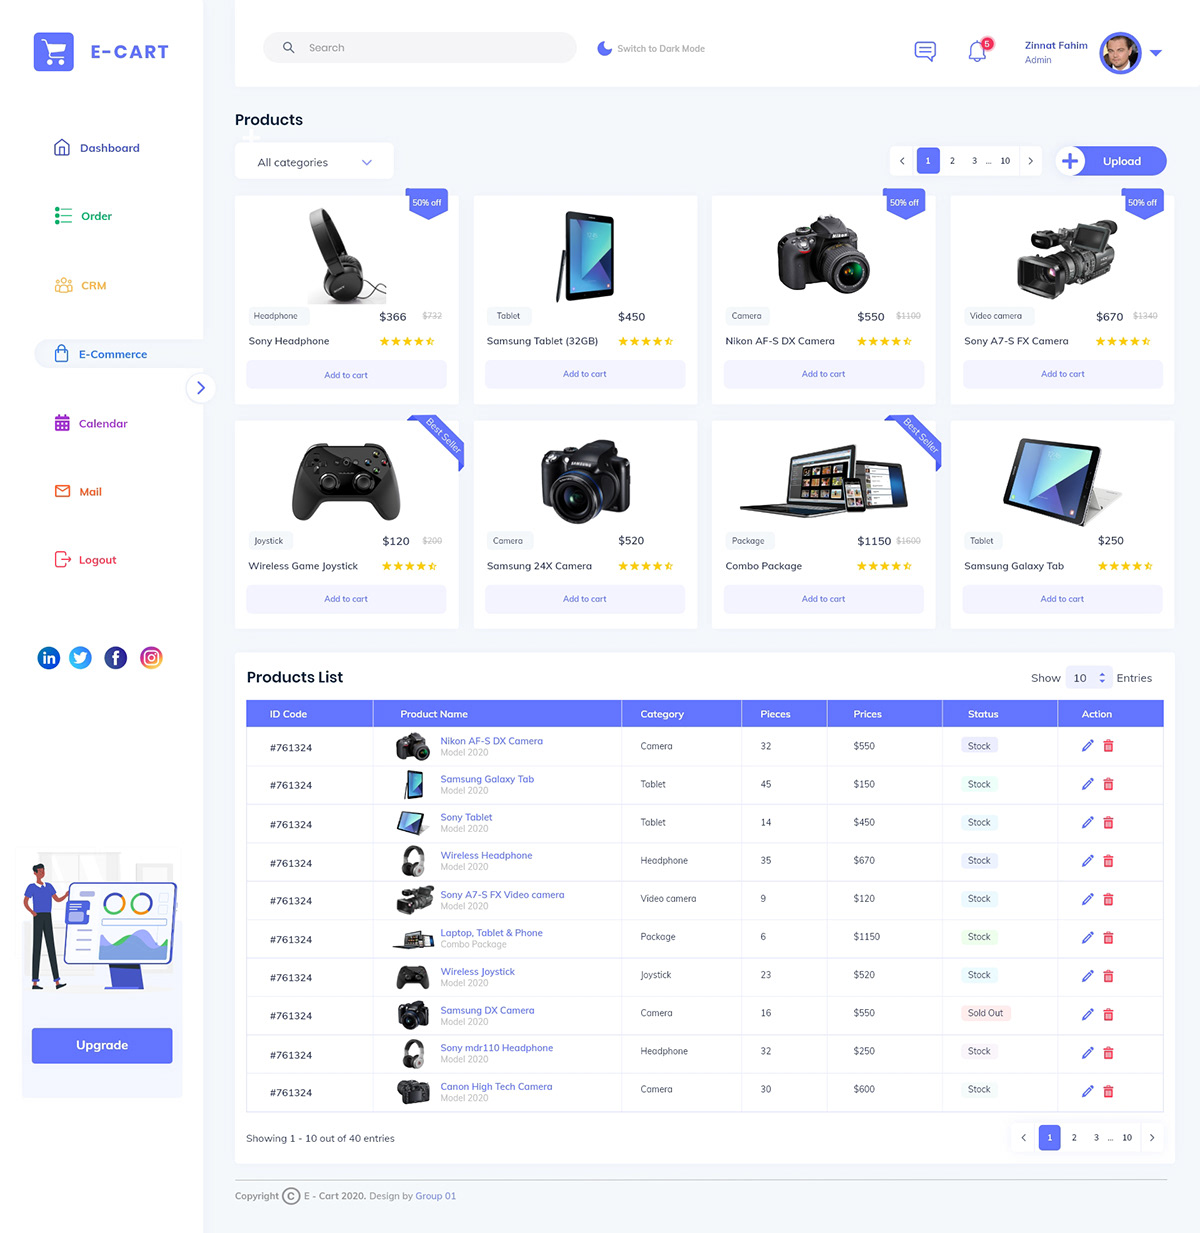 E-CART
Search
Switch to Dark Mode
5
Zinnat Fahim
Admin
Dashboard
Order
CRM
E-Commerce
Calendar
Mail
Logout
in
f
Upgrade
Products
All categories
< 1 2 3 ... 10 >
Upload
50% off
Headphone $366 $732
Sony Headphone
Add to cart
Tablet $450
Samsung Tablet (32GB)
Add to cart
50% off
Nikon
Camera $550 $1100
Nikon AF-S DX Camera
Add to cart
50% off
Video camera $670 $1340
Sony A7-S FX Camera
Add to cart
Best Seller
Joystick $120 $200
Wireless Game Joystick
Add to cart
SAMSUNG
Camera $520
Samsung 24X Camera
Add to cart
Best Seller
Package $1150 $1600
Combo Package
Add to cart
Tablet $250
Samsung Galaxy Tab
Add to cart
Products List
Show 10 Entries
ID Code Product Name Category Pieces Prices Status Action
#761324 Nikon AF-S DX Camera Camera 32 $550 Stock
Model 2020
#761324 Samsung Galaxy Tab Tablet 45 $150 Stock
Model 2020
#761324 Sony Tablet Tablet 14 $450 Stock
Model 2020
#761324 Wireless Headphone Headphone 35 $670 Stock
Model 2020
#761324 Sony A7-S FX Video camera Video camera 9 $120 Stock
Model 2020
#761324 Laptop, Tablet & Phone Package 6 $1150 Stock
Combo Package
#761324 Wireless Joystick Joystick 23 $520 Stock
Model 2020
#761324 Samsung DX Camera Camera 16 $550 Sold Out
Model 2020
#761324 Sony mdr110 Headphone Headphone 32 $250 Stock
Model 2020
#761324 Canon High Tech Camera Camera 30 $600 Stock
Model 2020
Showing 1 - 10 out of 40 entries
< 1 2 3 ... 10 >
Copyright © E - Cart 2020. Design by Group 01